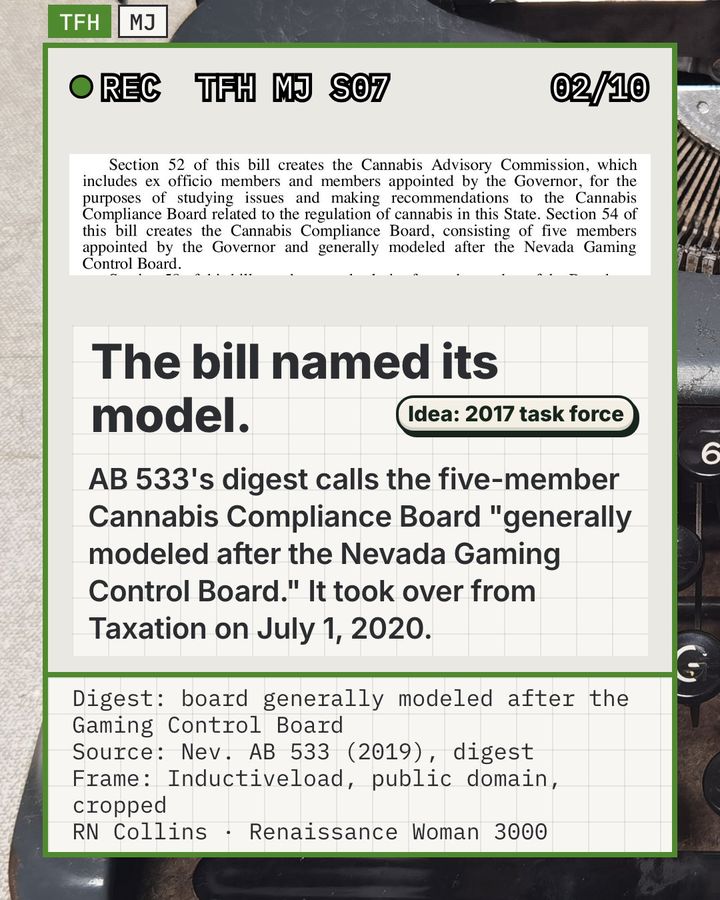 TFH MJ
REC TFH MJ S07 02/10
Section 52 of this bill creates the Cannabis Advisory Commission, which
includes ex officio members and members appointed by the Governor, for the
purposes of studying issues and making recommendations to the Cannabis
Compliance Board related to the regulation of cannabis in this State. Section 54 of
this bill creates the Cannabis Compliance Board, consisting of five members
appointed by the Governor and generally modeled after the Nevada Gaming
Control Board.
The bill named its
model.
Idea: 2017 task force
AB 533's digest calls the five-member
Cannabis Compliance Board "generally
modeled after the Nevada Gaming
Control Board." It took over from
Taxation on July 1, 2020.
Digest: board generally modeled after the
Gaming Control Board
Source: Nev. AB 533 (2019), digest
Frame: Inductiveload, public domain,
cropped
RN Collins · Renaissance Woman 3000
6
G